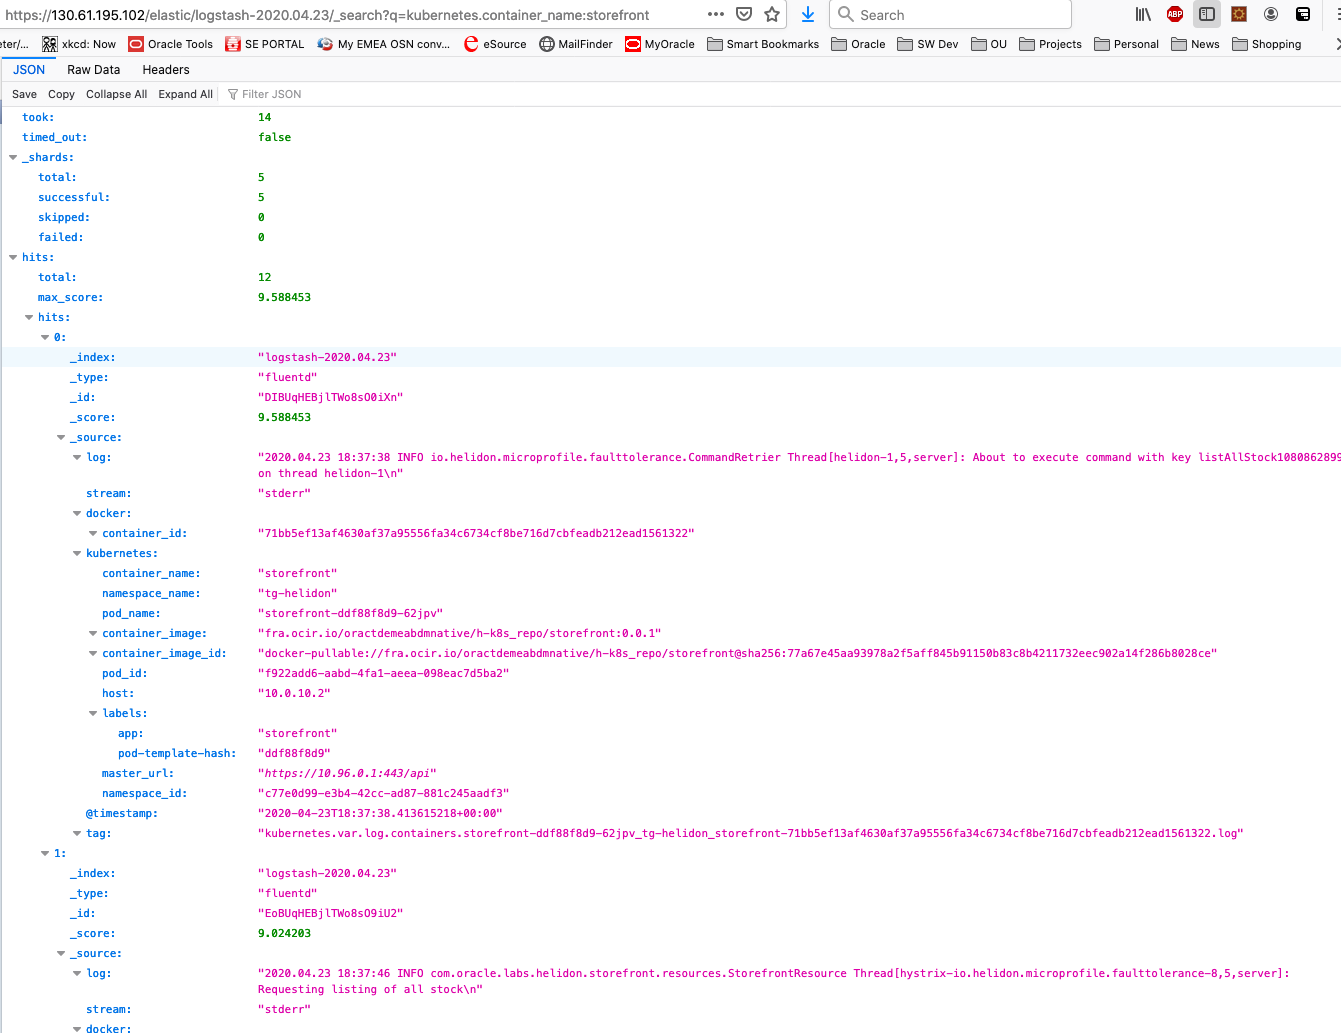 https://130.61.195.102/elastic/logstash-2020.04.23/_search?q=kubernetes.container_name:storefront ••• Search ABP
eter/... xkcd: Now Oracle Tools SE PORTAL My EMEA OSN conv... eSource MailFinder MyOracle Smart Bookmarks Oracle SW Dev OU Projects Personal News Shopping
JSON Raw Data Headers
Save Copy Collapse All Expand All Filter JSON
took: 14
timed_out: false
_shards:
total: 5
successful: 5
skipped: 0
failed: 0
hits:
total: 12
max_score: 9.588453
hits:
0:
_index: "logstash-2020.04.23"
_type: "fluentd"
_id: "DIBUqHEBjlTWo8sO0iXn"
_score: 9.588453
_source:
log: "2020.04.23 18:37:38 INFO io.helidon.microprofile.faulttolerance.CommandRetrier Thread[helidon-1,5,server]: About to execute command with key listAllStock1080862899
on thread helidon-1\n"
stream: "stderr"
docker:
container_id: "71bb5ef13af4630af37a95556fa34c6734cf8be716d7cbfeadb212ead1561322"
kubernetes:
container_name: "storefront"
namespace_name: "tg-helidon"
pod_name: "storefront-ddf88f8d9-62jpv"
container_image: "fra.ocir.io/oractdemeabdmnative/h-k8s_repo/storefront:0.0.1"
container_image_id: "docker-pullable://fra.ocir.io/oractdemeabdmnative/h-k8s_repo/storefront@sha256:77a67e45aa93978a2f5aff845b91150b83c8b4211732eec902a14f286b8028ce"
pod_id: "f922add6-aabd-4fa1-aeea-098eac7d5ba2"
host: "10.0.10.2"
labels:
app: "storefront"
pod-template-hash: "ddf88f8d9"
master_url: "https://10.96.0.1:443/api"
namespace_id: "c77e0d99-e3b4-42cc-ad87-881c245aadf3"
@timestamp: "2020-04-23T18:37:38.413615218+00:00"
tag: "kubernetes.var.log.containers.storefront-ddf88f8d9-62jpv_tg-helidon_storefront-71bb5ef13af4630af37a95556fa34c6734cf8be716d7cbfeadb212ead1561322.log"
1:
_index: "logstash-2020.04.23"
_type: "fluentd"
_id: "EoBUqHEBjlTWo8sO9iU2"
_score: 9.024203
_source:
log: "2020.04.23 18:37:46 INFO com.oracle.labs.helidon.storefront.resources.StorefrontResource Thread[hystrix-io.helidon.microprofile.faulttolerance-8,5,server]:
Requesting listing of all stock\n"
stream: "stderr"
docker: